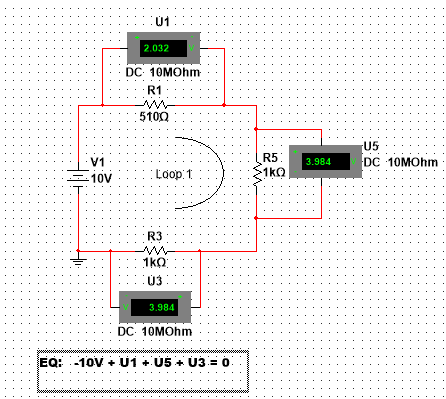 U1
2.032
DC 10MOhm
R1
510Ω
V1
10V
Loop 1
R5
1kΩ
3.984
U5
DC 10MOhm
R3
1kΩ
U3
3.984
DC 10MOhm
EQ: -10V + U1 + U5 + U3 = 0